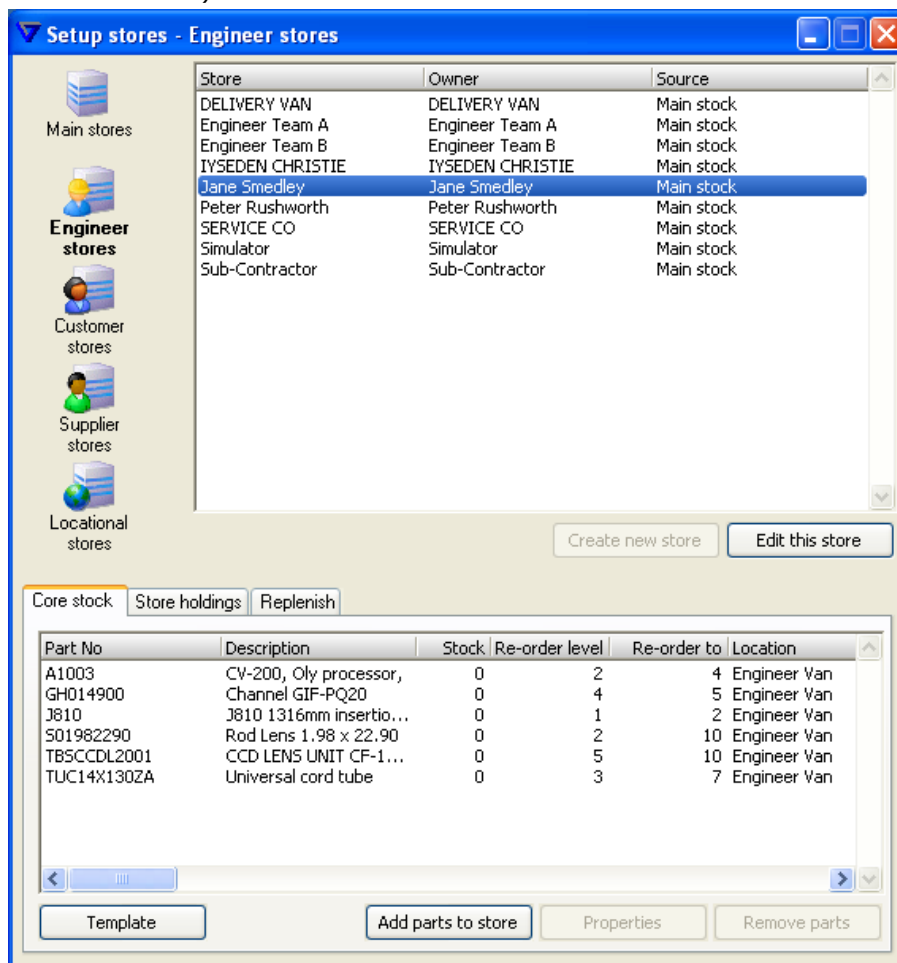 Setup stores - Engineer stores
Main stores
Engineer
stores
Customer
stores
Supplier
stores
Locational
stores
Store Owner Source
DELIVERY VAN DELIVERY VAN Main stock
Engineer Team A Engineer Team A Main stock
Engineer Team B Engineer Team B Main stock
IYSEDEN CHRISTIE IYSEDEN CHRISTIE Main stock
Jane Smedley Jane Smedley Main stock
Peter Rushworth Peter Rushworth Main stock
SERVICE CO SERVICE CO Main stock
Simulator Simulator Main stock
Sub-Contractor Sub-Contractor Main stock
Create new store Edit this store
Core stock Store holdings Replenish
Part No Description Stock Re-order level Re-order to Location
A1003 CV-200, Oly processor, 0 2 4 Engineer Van
GH014900 Channel GIF-PQ20 0 4 5 Engineer Van
J810 J810 1316mm insertio... 0 1 2 Engineer Van
S01982290 Rod Lens 1.98 x 22.90 0 2 10 Engineer Van
TBSCCDL2001 CCD LENS UNIT CF-1... 0 5 10 Engineer Van
TUC14X130ZA Universal cord tube 0 3 7 Engineer Van
Template Add parts to store Properties Remove parts